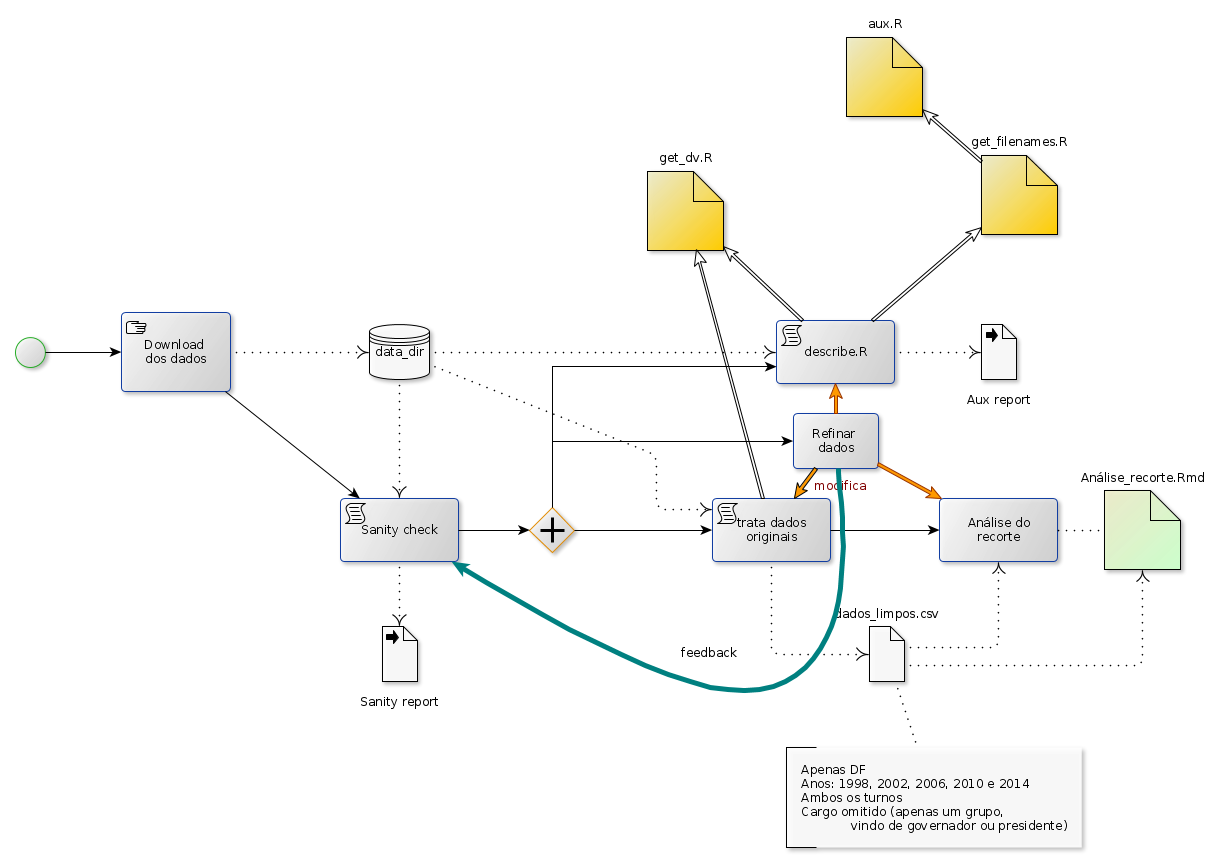 aux.R
get_filenames.R
get_dv.R
Download
dos dados
data_dir
describe.R
Aux report
Refinar
dados
modifica
Análise_recorte.Rmd
Sanity check
trata dados
originais
Análise do
recorte
dados_limpos.csv
feedback
Sanity report
Apenas DF
Anos: 1998, 2002, 2006, 2010 e 2014
Ambos os turnos
Cargo omitido (apenas um grupo,
vindo de governador ou presidente)